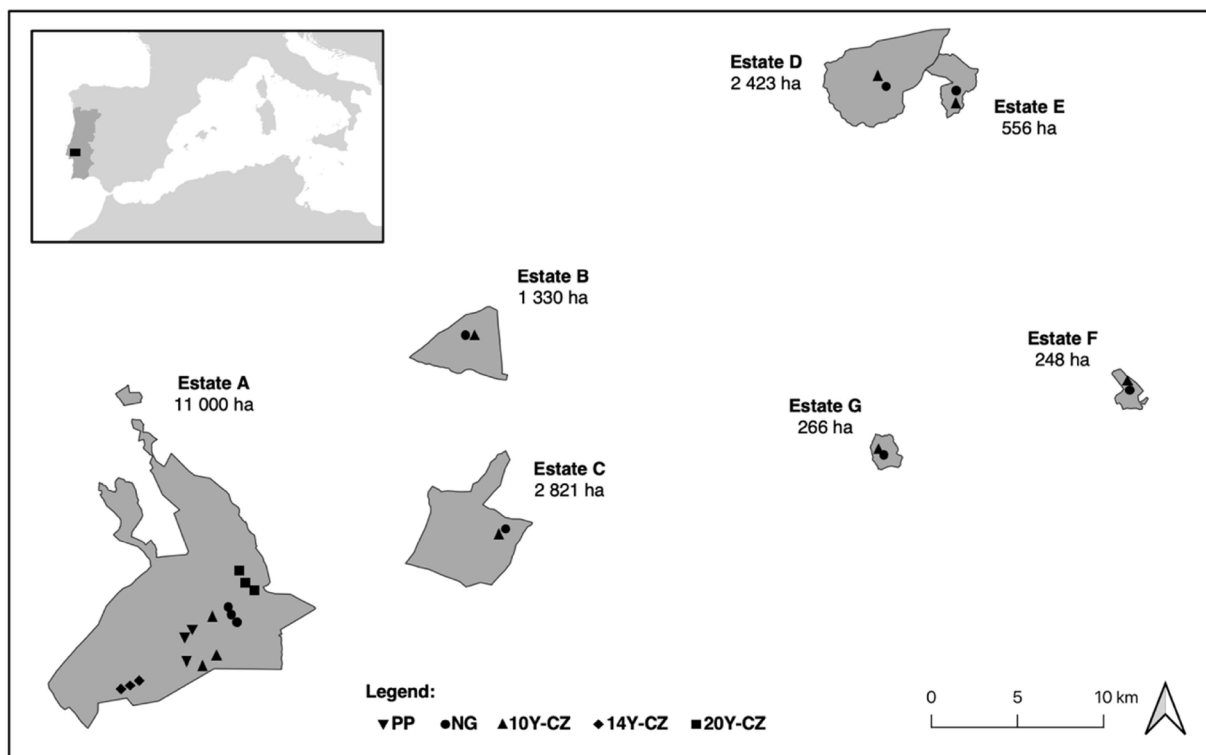 Estate D
2 423 ha
Estate E
556 ha
Estate B
1 330 ha
Estate F
248 ha
Estate A
11 000 ha
Estate G
266 ha
Estate C
2 821 ha
Legend:
PP NG 10Y-CZ 14Y-CZ 20Y-CZ
0 5 10 km